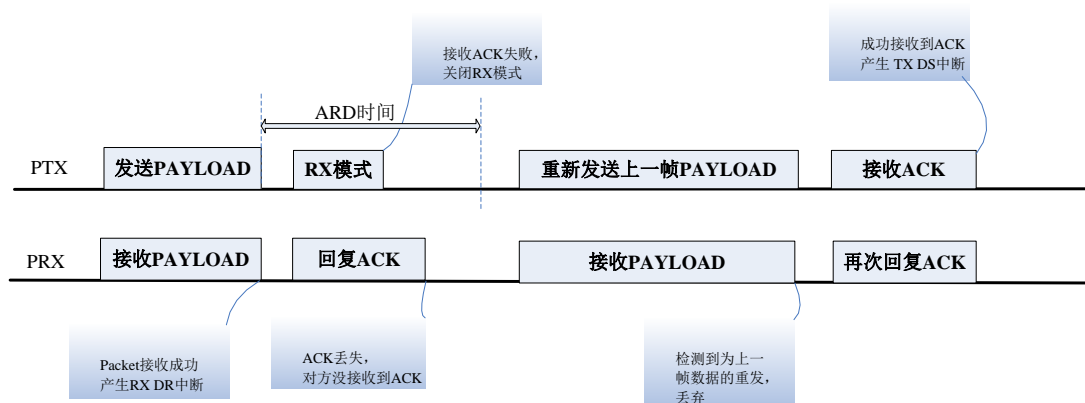 接收ACK失败,
关闭RX模式
成功接收到ACK
产生 TX DS中断
ARD时间
PTX
发送PAYLOAD
RX模式
重新发送上一帧PAYLOAD
接收ACK
PRX
接收PAYLOAD
回复ACK
接收PAYLOAD
再次回复ACK
Packet接收成功
产生RX DR中断
ACK丢失,
对方没接收到ACK
检测到为上一
帧数据的重发,
丢弃